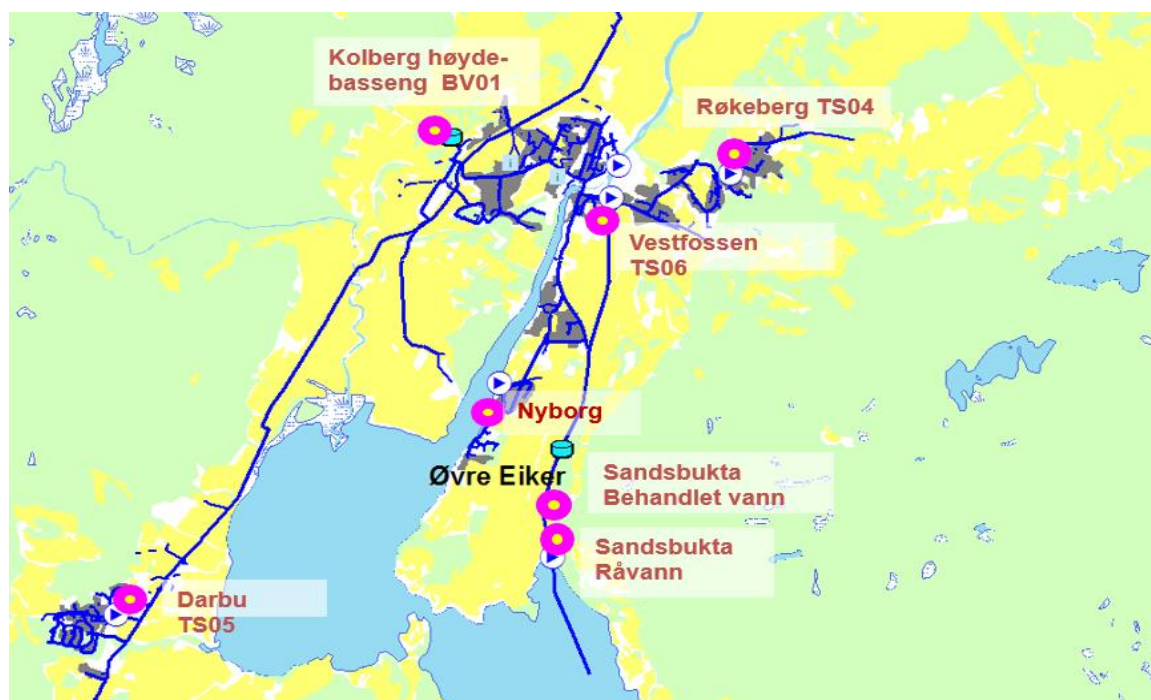 Kolberg høyde-
basseng BV01
Røkeberg TS04
Vestfossen
TS06
Nyborg
Øvre Eiker
Sandsbukta
Behandlet vann
Sandsbukta
Råvann
Darbu
TS05